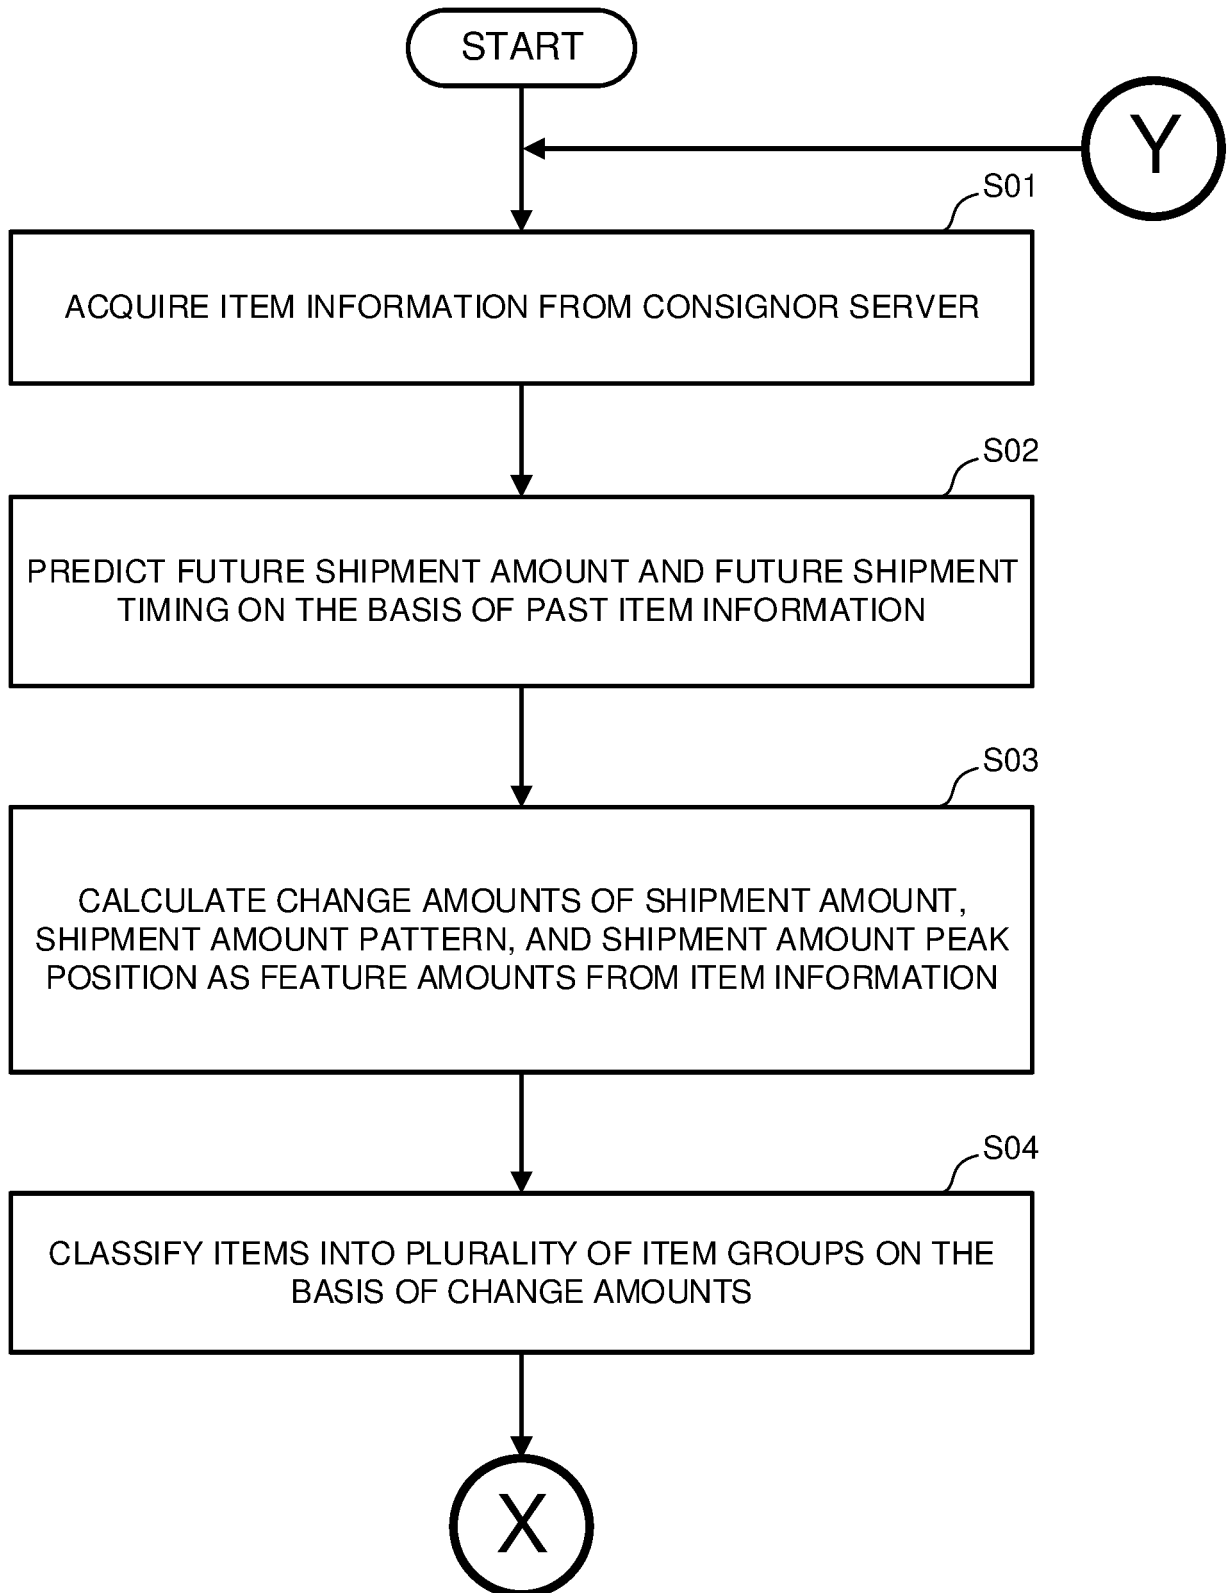 START
Y
S01
ACQUIRE ITEM INFORMATION FROM CONSIGNOR SERVER
S02
PREDICT FUTURE SHIPMENT AMOUNT AND FUTURE SHIPMENT
TIMING ON THE BASIS OF PAST ITEM INFORMATION
S03
CALCULATE CHANGE AMOUNTS OF SHIPMENT AMOUNT,
SHIPMENT AMOUNT PATTERN, AND SHIPMENT AMOUNT PEAK
POSITION AS FEATURE AMOUNTS FROM ITEM INFORMATION
S04
CLASSIFY ITEMS INTO PLURALITY OF ITEM GROUPS ON THE
BASIS OF CHANGE AMOUNTS
X